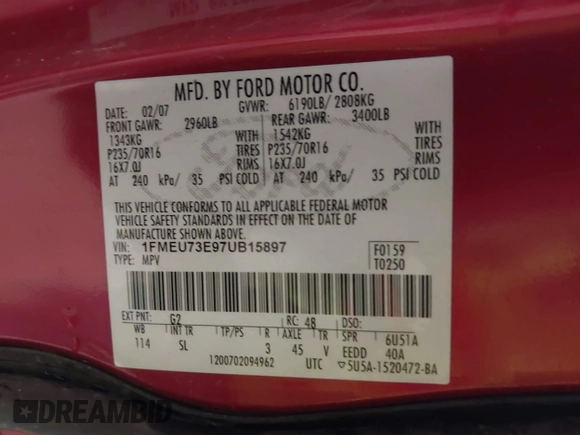 MFD. BY FORD MOTOR CO.
DATE: 02/07 GVWR: 6190LB/ 2808KG
FRONT GAWR: 2960LB REAR GAWR: 3400LB
1343KG WITH 1542KG WITH
P235/70R16 TIRES P235/70R16 TIRES
16X7.0J RIMS 16X7.0J RIMS
AT 240 kPa/ 35 PSI COLD AT 240 kPa/ 35 PSI COLD
THIS VEHICLE CONFORMS TO ALL APPLICABLE FEDERAL MOTOR
VEHICLE SAFETY STANDARDS IN EFFECT ON THE DATE OF
MANUFACTURE SHOWN ABOVE.
VIN: 1FMEU73E97UB15897 F0159
TYPE: MPV T0250
EXT PNT: G2 RC: 48 DSO:
WB INT TR TP/PS R AXLE TR SPR 6U51A
114 SL 3 45 V EEDD 40A
1200702094962 UTC ▽5U5A-1520472-BA
DREAMBID